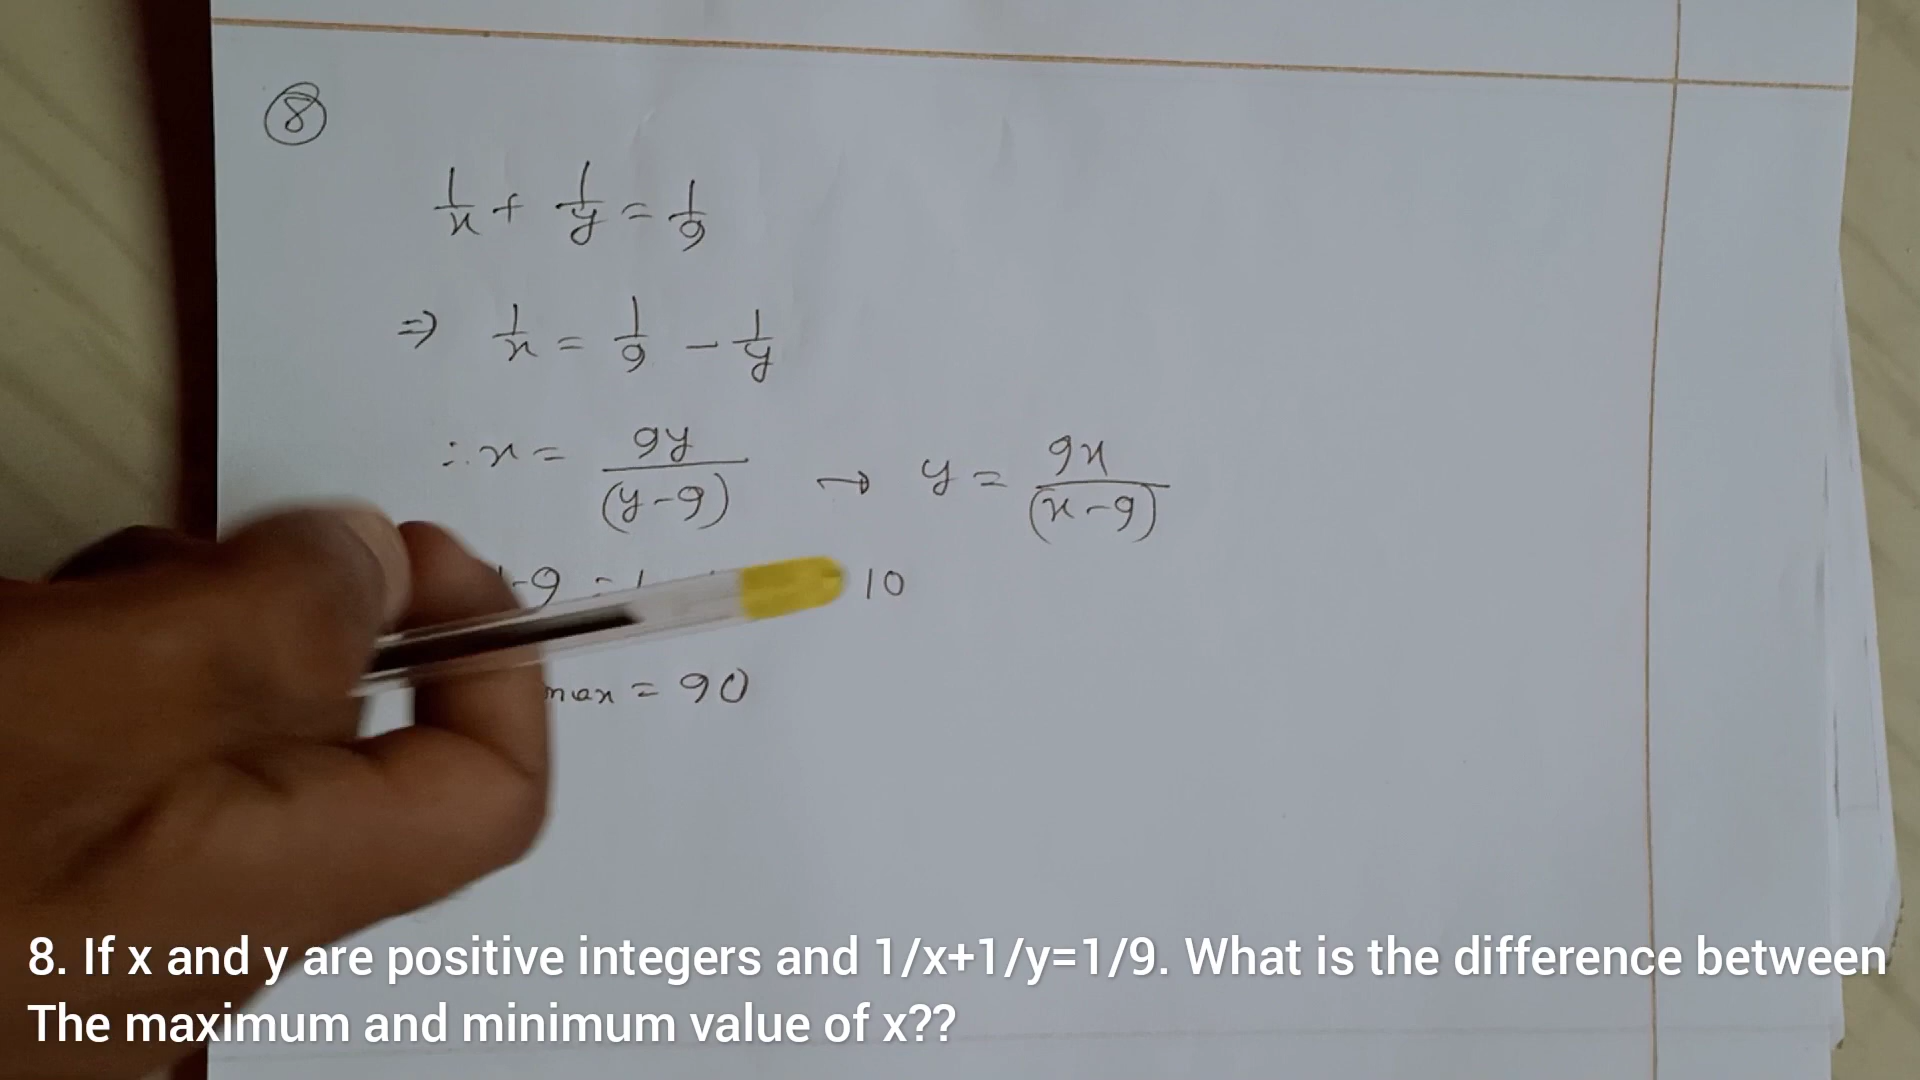 8
1/x + 1/y = 1/9
⇒ 1/x = 1/9 - 1/y
∴ x = 9y/(y-9) → y = 9x/(x-9)
-9 = 1 10
max = 90
8. If x and y are positive integers and 1/x+1/y=1/9. What is the difference between
The maximum and minimum value of x??